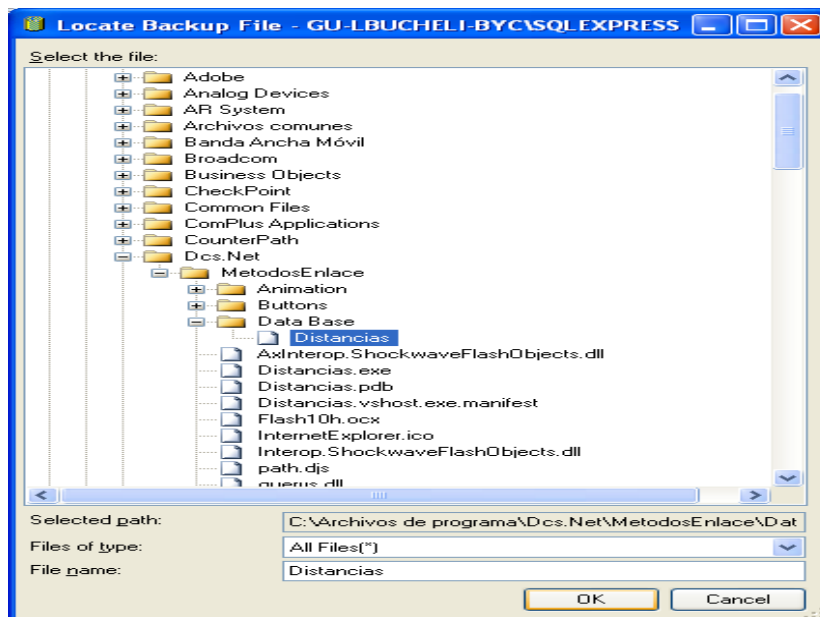 Locate Backup File - GU-LBUCHELI-BYC\SQLEXPRESS
Select the file:
Adobe
Analog Devices
AR System
Archivos comunes
Banda Ancha Móvil
Broadcom
Business Objects
CheckPoint
Common Files
ComPlus Applications
CounterPath
Dcs.Net
MetodosEnlace
Animation
Buttons
Data Base
Distancias
AxInterop.ShockwaveFlashObjects.dll
Distancias.exe
Distancias.pdb
Distancias.vshost.exe.manifest
Flash10h.ocx
InternetExplorer.ico
Interop.ShockwaveFlashObjects.dll
path.djs
Selected path:
C:\Archivos de programa\Dcs.Net\MetodosEnlace\Dat
Files of type:
All Files(*)
File name:
Distancias
OK Cancel